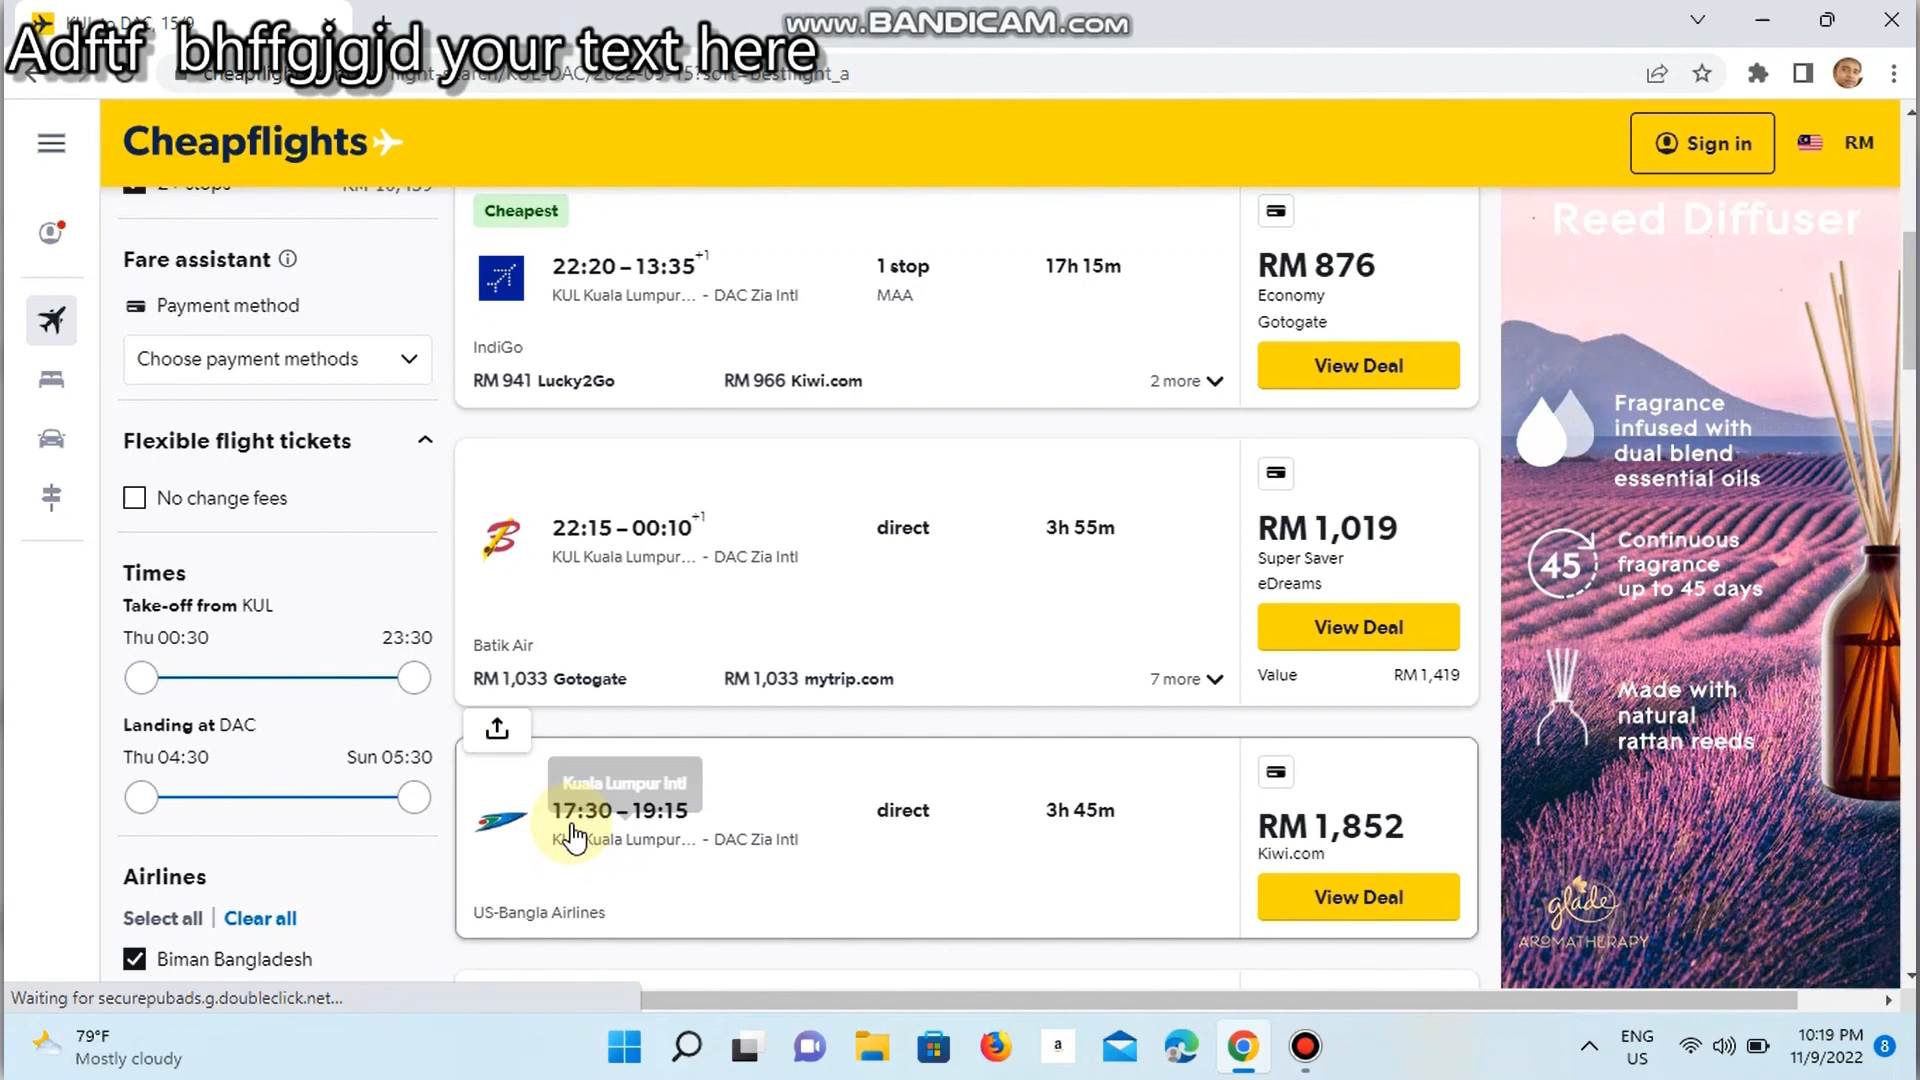 KUL to DAC, 15/9
www.BANDICAM.com
Adftf bhffgjgjd your text here
Cheapflights
Sign in
RM
2+ stops
Fare assistant
Payment method
Choose payment methods
Flexible flight tickets
No change fees
Times
Take-off from KUL
Thu 00:30 23:30
Landing at DAC
Thu 04:30 Sun 05:30
Airlines
Select all | Clear all
Biman Bangladesh
Cheapest
22:20 – 13:35 +1
KUL Kuala Lumpur... - DAC Zia Intl
1 stop
MAA
17h 15m
IndiGo
RM 941 Lucky2Go
RM 966 Kiwi.com
2 more
RM 876
Economy
Gotogate
View Deal
22:15 – 00:10 +1
KUL Kuala Lumpur... - DAC Zia Intl
direct
3h 55m
Batik Air
RM 1,033 Gotogate
RM 1,033 mytrip.com
7 more
RM 1,019
Super Saver
eDreams
View Deal
Value RM 1,419
Kuala Lumpur Intl
17:30 – 19:15
Kuala Lumpur... - DAC Zia Intl
direct
3h 45m
US-Bangla Airlines
RM 1,852
Kiwi.com
View Deal
Reed Diffuser
Fragrance
infused with
dual blend
essential oils
45
Continuous
fragrance
up to 45 days
Made with
natural
rattan reeds
glade
AROMATHERAPY
Waiting for securepubads.g.doubleclick.net...
79°F
Mostly cloudy
a
ENG
US
10:19 PM
11/9/2022
8